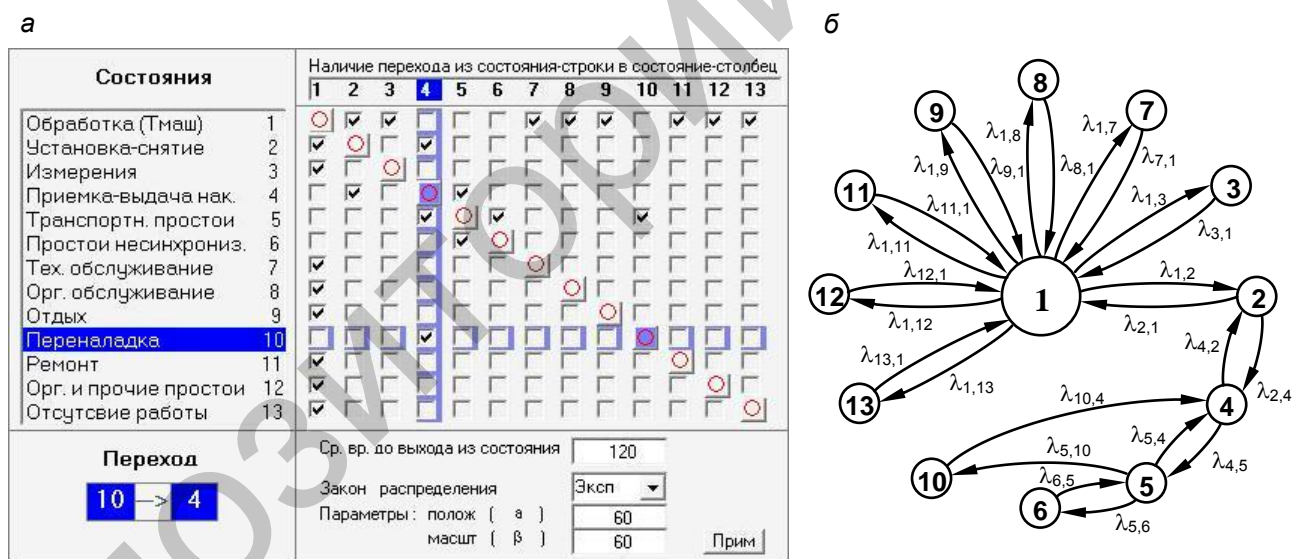 а
б
Состояния
Наличие перехода из состояния-строки в состояние-столбец
1 2 3 4 5 6 7 8 9 10 11 12 13
Обработка (Тмаш) 1
Установка-снятие 2
Измерения 3
Приемка-выдача нак. 4
Транспортн. простои 5
Простои несинхрониз. 6
Тех. обслуживание 7
Орг. обслуживание 8
Отдых 9
Переналадка 10
Ремонт 11
Орг. и прочие простои 12
Отсутсвие работы 13
Переход
10 —> 4
Ср. вр. до выхода из состояния 120
Закон распределения Эксп
Параметры: полож ( a ) 60
масшт ( β ) 60
Прим
8
9
7
λ1,8
λ1,7
λ1,9
λ9,1
λ8,1
λ7,1
11
3
λ11,1
λ1,3
λ1,11
λ3,1
12
λ12,1
1
λ1,2
2
λ1,12
λ2,1
λ13,1
λ4,2
13
λ1,13
λ10,4
4
λ2,4
λ5,4
λ5,10
λ4,5
10
λ6,5
5
6
λ5,6
ОЗИТОРИ